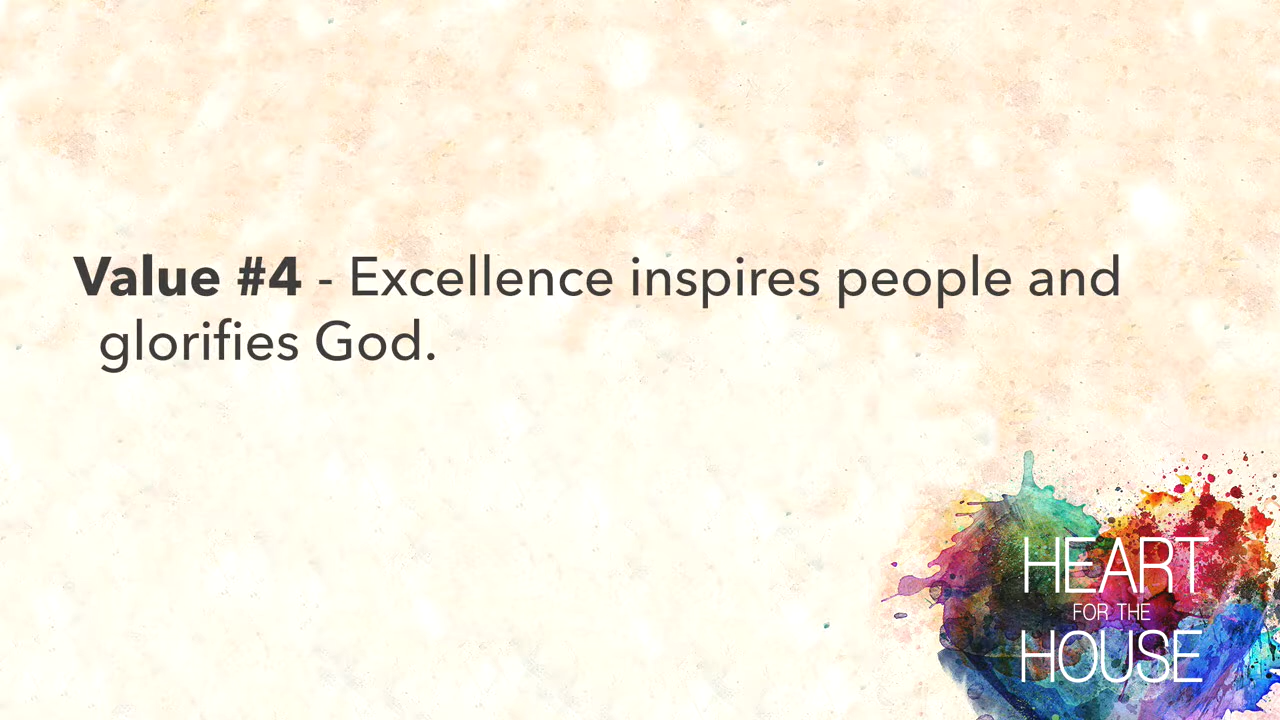 Value #4 - Excellence inspires people and
glorifies God.
HEART
FOR THE
HOUSE